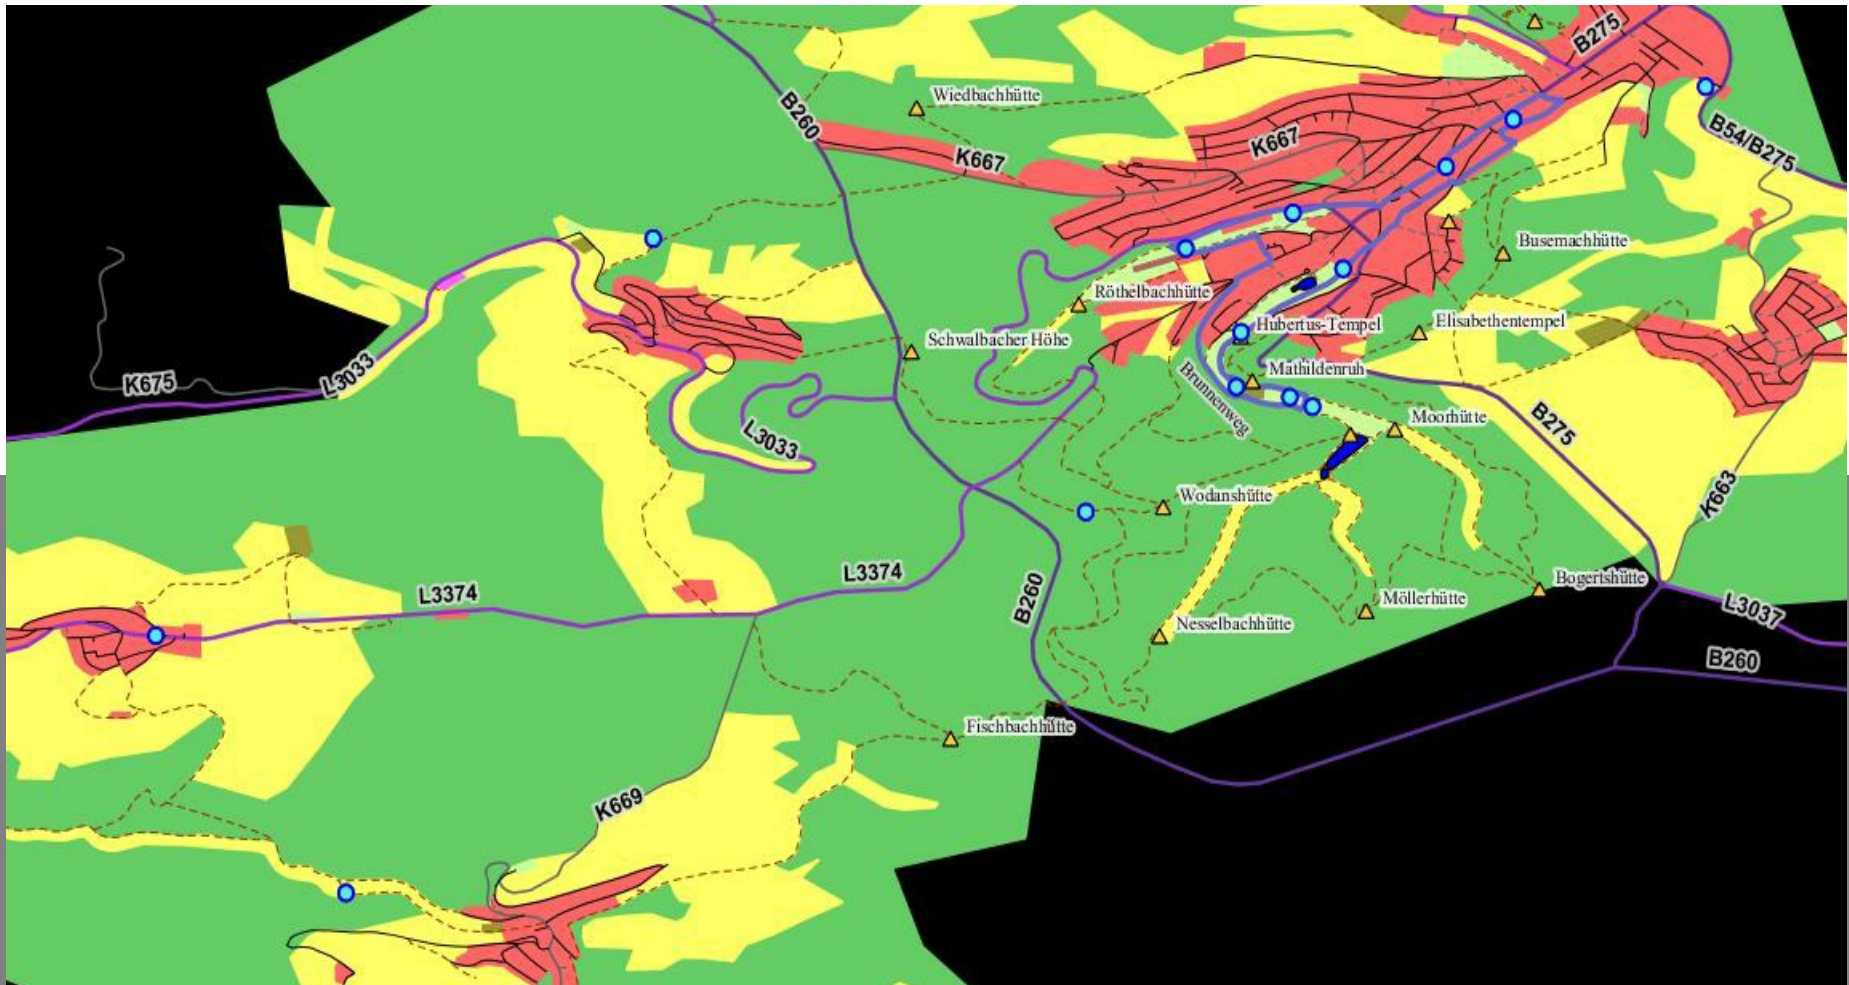 B275
Wiedbachhütte
B260
B54/B275
K667
K667
Busemachhütte
Röthelbachhütte
Hubertus-Tempel
Elisabethentempel
Schwalbacher Höhe
Mathildenruh
K675
L3033
Brunnenweg
Moorhütte
B275
L3033
Wodanshütte
K663
L3374
L3374
B260
Bogertshütte
Möllerhütte
L3037
Nesselbachhütte
B260
Fischbachhütte
K669